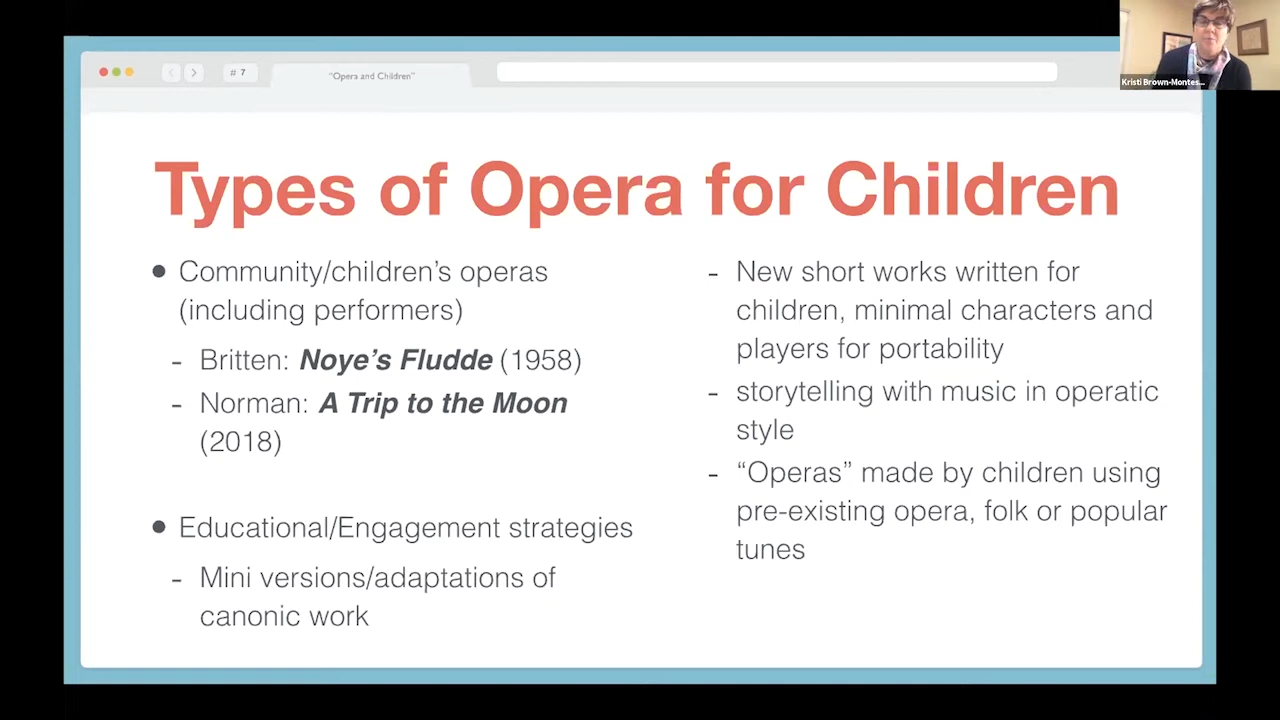 # 7
“Opera and Children”
Kristi Brown-Montes...
Types of Opera for Children
● Community/children’s operas
(including performers)
- Britten: Noye’s Fludde (1958)
- Norman: A Trip to the Moon
(2018)
● Educational/Engagement strategies
- Mini versions/adaptations of
canonic work
- New short works written for
children, minimal characters and
players for portability
- storytelling with music in operatic
style
- “Operas” made by children using
pre-existing opera, folk or popular
tunes